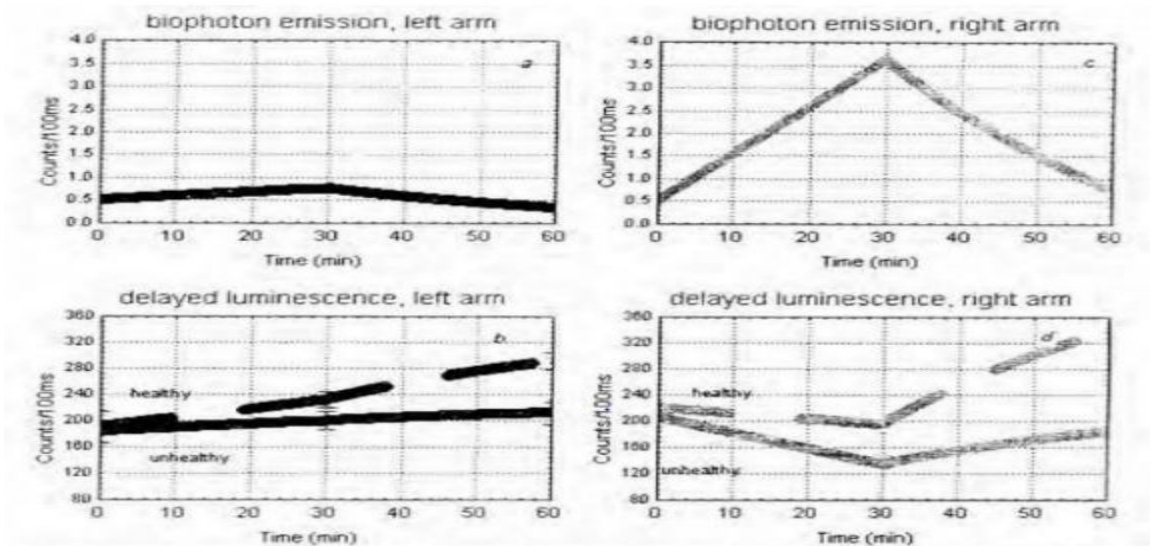 biophoton emission, left arm
4.0
3.5
3.0
2.5
2.0
1.5
1.0
0.5
0.0
Counts/100ms
a
0 10 20 30 40 50 60
Time (min)
biophoton emission, right arm
4.0
3.5
3.0
2.5
2.0
1.5
1.0
0.5
0.0
Counts/100ms
c
0 10 20 30 40 50 60
Time (min)
delayed luminescence, left arm
360
320
280
240
200
160
120
80
Counts/100ms
b
healthy
unhealthy
0 10 20 30 40 50 60
Time (min)
delayed luminescence, right arm
360
320
280
240
200
160
120
80
Counts/100ms
d
healthy
unhealthy
0 10 20 30 40 50 60
Time (min)